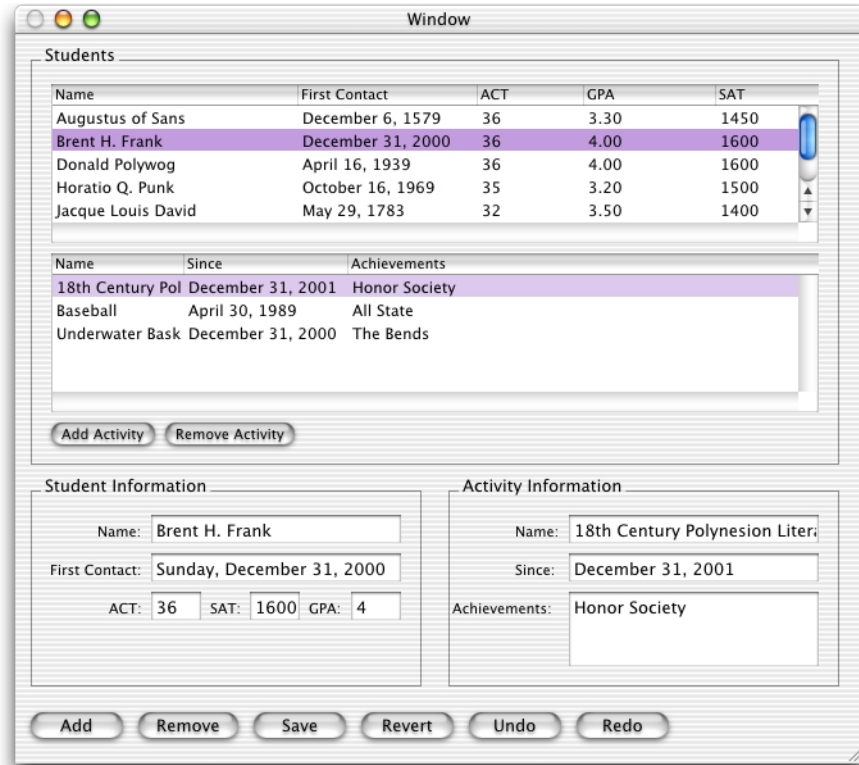 Window
Students
Name First Contact ACT GPA SAT
Augustus of Sans December 6, 1579 36 3.30 1450
Brent H. Frank December 31, 2000 36 4.00 1600
Donald Polywog April 16, 1939 36 4.00 1600
Horatio Q. Punk October 16, 1969 35 3.20 1500
Jacque Louis David May 29, 1783 32 3.50 1400
Name Since Achievements
18th Century Pol December 31, 2001 Honor Society
Baseball April 30, 1989 All State
Underwater Bask December 31, 2000 The Bends
Add Activity Remove Activity
Student Information
Name: Brent H. Frank
First Contact: Sunday, December 31, 2000
ACT: 36 SAT: 1600 GPA: 4
Activity Information
Name: 18th Century Polynesion Litera
Since: December 31, 2001
Achievements: Honor Society
Add Remove Save Revert Undo Redo